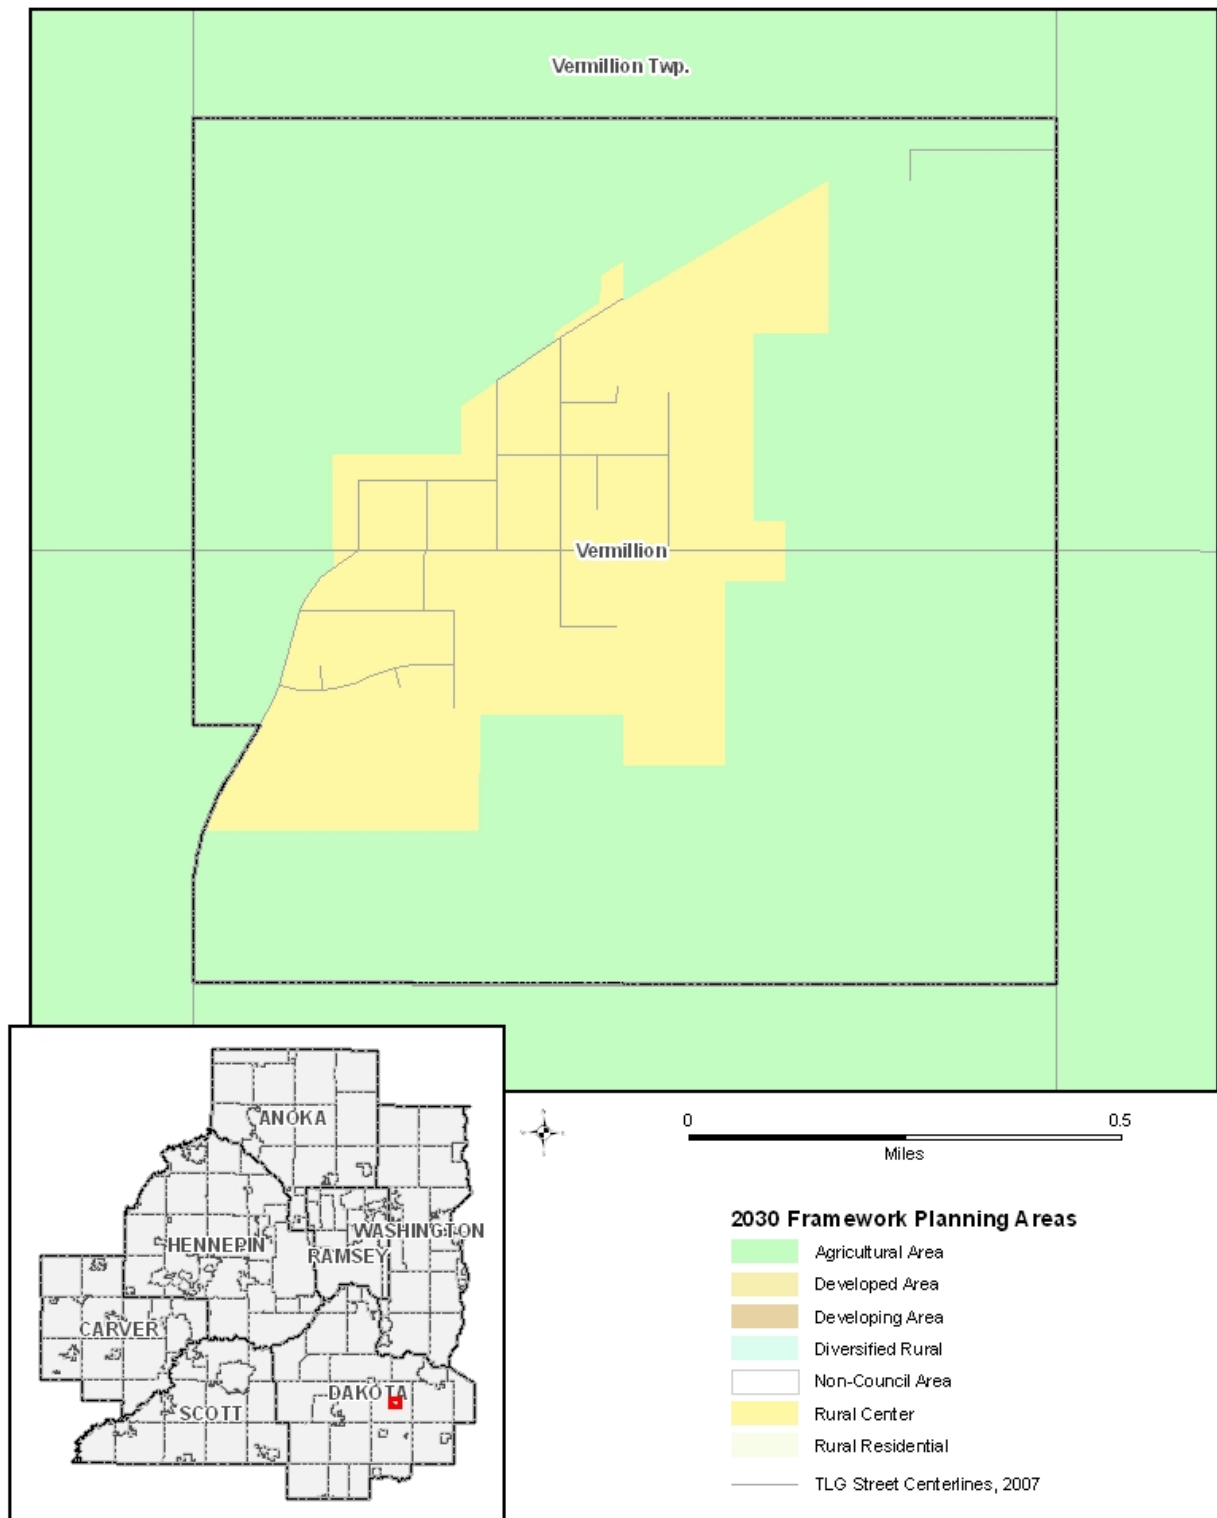 Vermillion Twp.
Vermillion
ANOKA
WASHINGTON
HENNEPIN
RAMSEY
CARVER
DAKOTA
SCOTT
0 0.5
Miles
2030 Framework Planning Areas
Agricultural Area
Developed Area
Developing Area
Diversified Rural
Non-Council Area
Rural Center
Rural Residential
TLG Street Centerlines, 2007